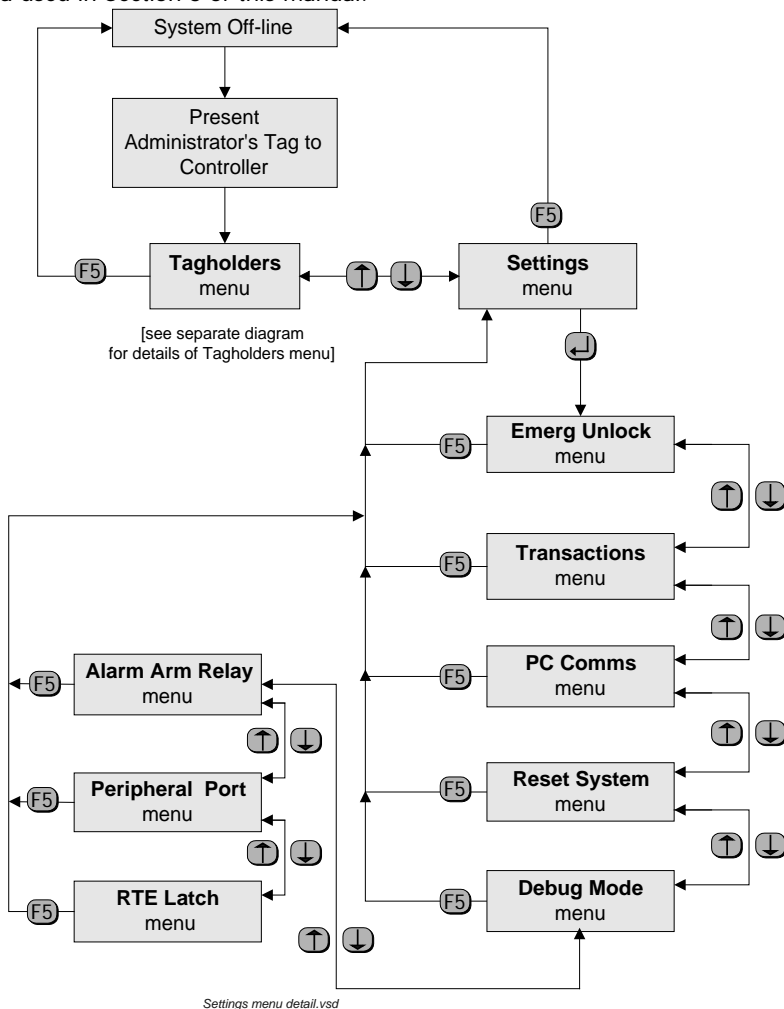 used in section 5 of this manual.
System Off-line
Present
Administrator's Tag to
Controller
F5
F5
Tagholders
menu
↑ ↓
Settings
menu
[see separate diagram
for details of Tagholders menu]
↵
F5
Emerg Unlock
menu
↑ ↓
F5
Transactions
menu
↑ ↓
F5
Alarm Arm Relay
menu
F5
PC Comms
menu
↑ ↓
↑ ↓
F5
Peripheral Port
menu
F5
Reset System
menu
↑ ↓
↑ ↓
F5
RTE Latch
menu
F5
Debug Mode
menu
↑ ↓
Settings menu detail.vsd